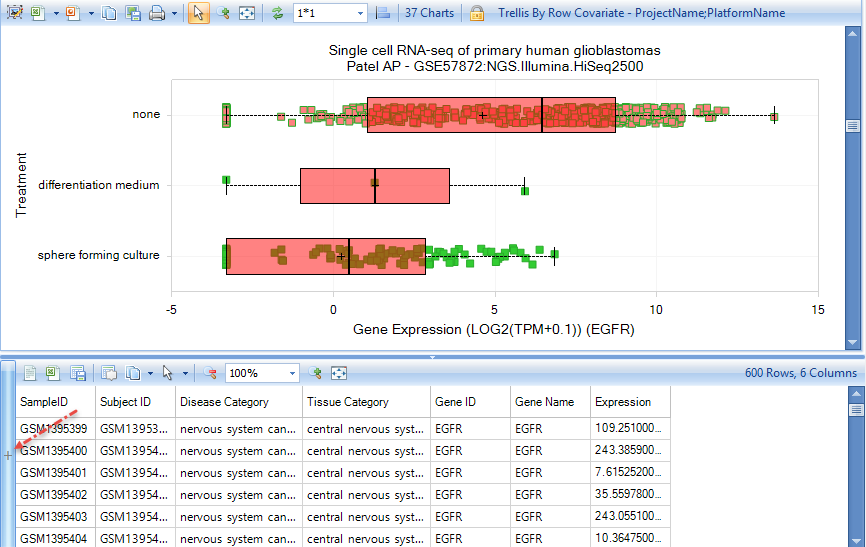 1*1 37 Charts Trellis By Row Covariate - ProjectName;PlatformName
Single cell RNA-seq of primary human glioblastomas
Patel AP - GSE57872:NGS.Illumina.HiSeq2500
Treatment
none
differentiation medium
sphere forming culture
-5 0 5 10 15
Gene Expression (LOG2(TPM+0.1)) (EGFR)
100% 600 Rows, 6 Columns
SampleID Subject ID Disease Category Tissue Category Gene ID Gene Name Expression
GSM1395399 GSM13953... nervous system can... central nervous syst... EGFR EGFR 109.251000...
GSM1395400 GSM13954... nervous system can... central nervous syst... EGFR EGFR 243.385900...
GSM1395401 GSM13954... nervous system can... central nervous syst... EGFR EGFR 7.61525200...
GSM1395402 GSM13954... nervous system can... central nervous syst... EGFR EGFR 35.5597800...
GSM1395403 GSM13954... nervous system can... central nervous syst... EGFR EGFR 243.055100...
GSM1395404 GSM13954... nervous system can... central nervous syst... EGFR EGFR 10.3647500...